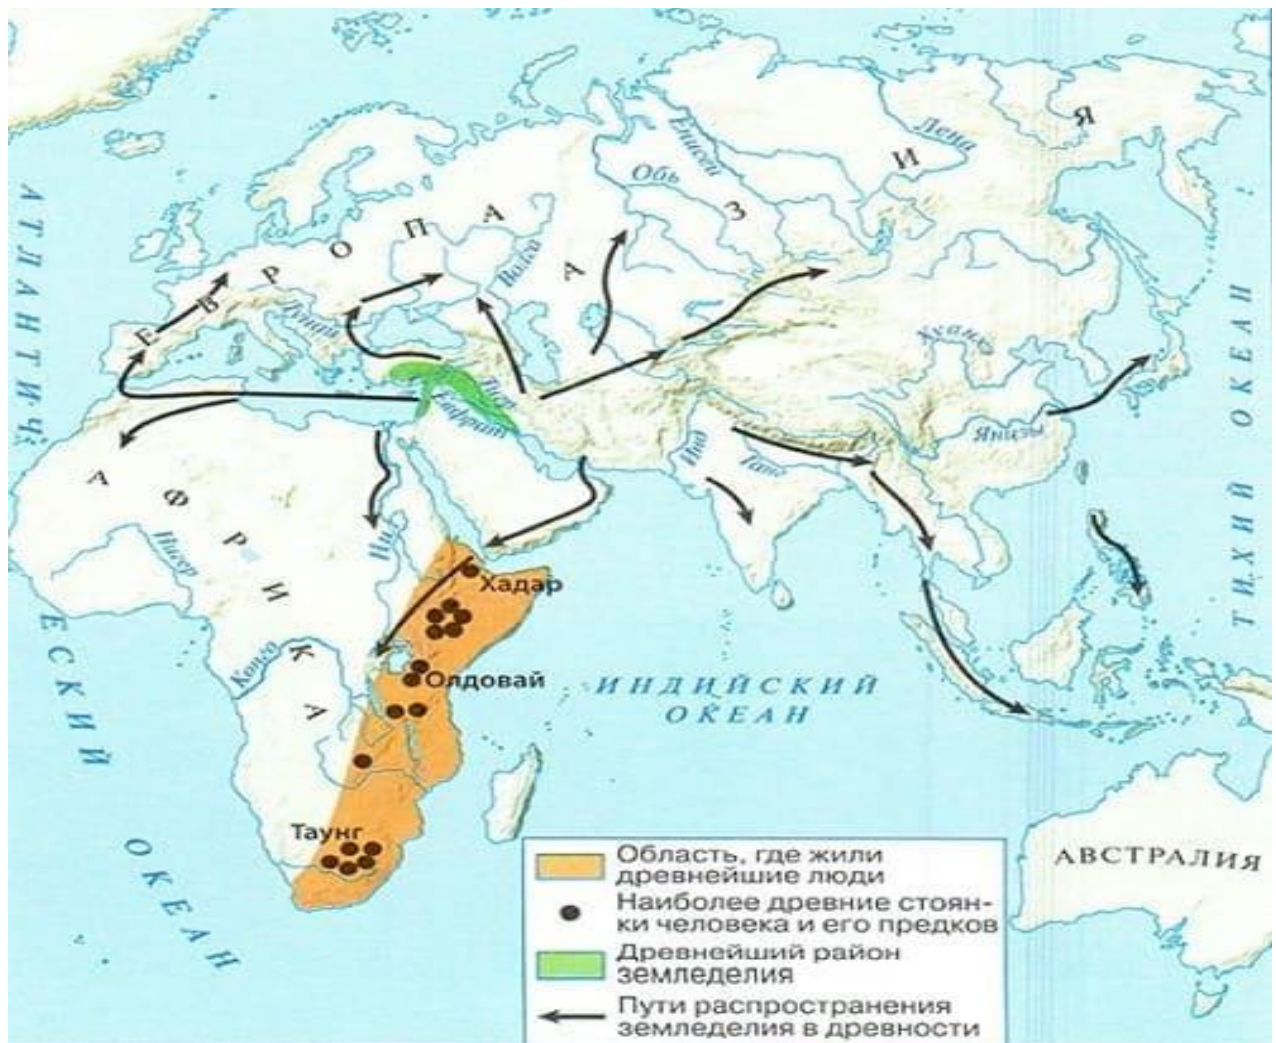 Я
И
Лена
Енисей
Обь
З
А
ЕВРОПА
Волга
Дунай
Тигр
Евфрат
Хуанхэ
Янцзы
Инд
Ганг
АТЛАНТИЧ
ЕСКИЙ
ОКЕАН
ТИХИЙ ОКЕАН
АФРИКА
Нигер
Нил
Конго
Хадар
Олдовай
Таунг
ИНДИЙСКИЙ
ОКЕАН
АВСТРАЛИЯ
Область, где жили
древнейшие люди
Наиболее древние стоян-
ки человека и его предков
Древнейший район
земледелия
Пути распространения
земледелия в древности